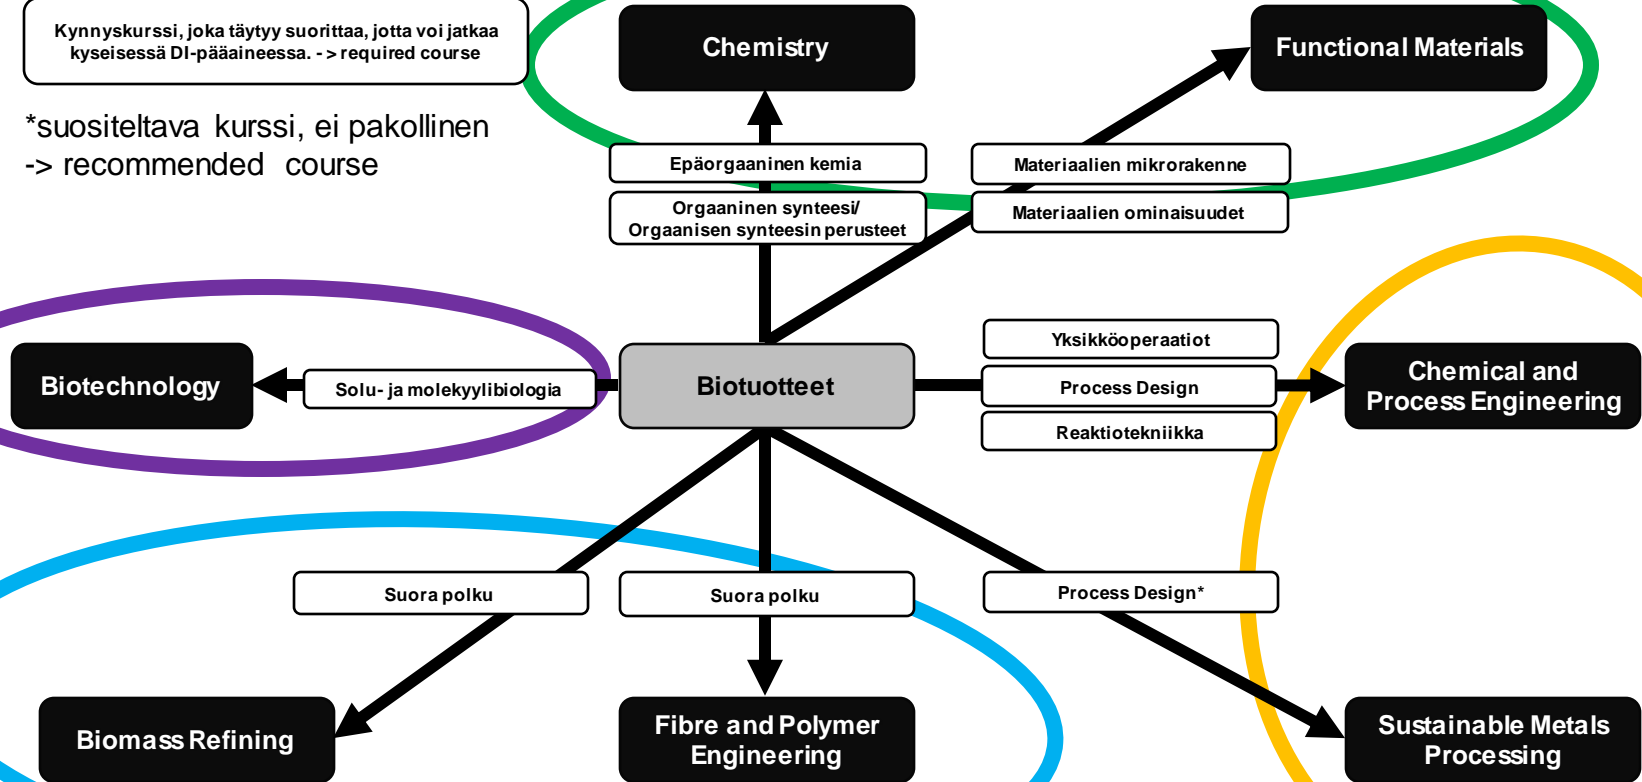 Kynnyskurssi, joka täytyy suorittaa, jotta voi jatkaa
kyseisessä DI-pääaineessa. -> required course
*suositeltava kurssi, ei pakollinen
-> recommended course
Chemistry
Functional Materials
Epäorgaaninen kemia
Orgaaninen synteesi/
Orgaanisen synteesin perusteet
Materiaalien mikrorakenne
Materiaalien ominaisuudet
Biotechnology
Solu- ja molekyylibiologia
Biotuotteet
Yksikköoperaatiot
Process Design
Reaktiotekniikka
Chemical and
Process Engineering
Suora polku
Suora polku
Process Design*
Biomass Refining
Fibre and Polymer
Engineering
Sustainable Metals
Processing